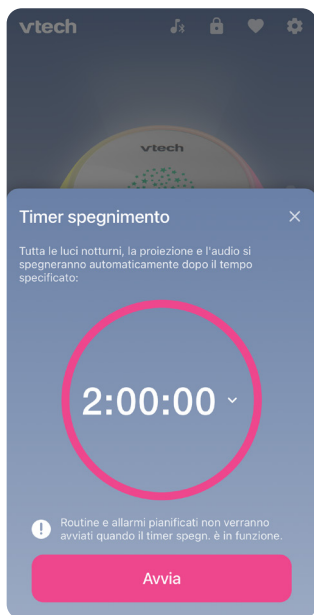 vtech
vtech
Timer spegnimento
Tutta le luci notturni, la proiezione e l'audio si
spegneranno automaticamente dopo il tempo
specificato:
2:00:00
Routine e allarmi pianificati non verranno
avviati quando il timer spegn. è in funzione.
Avvia